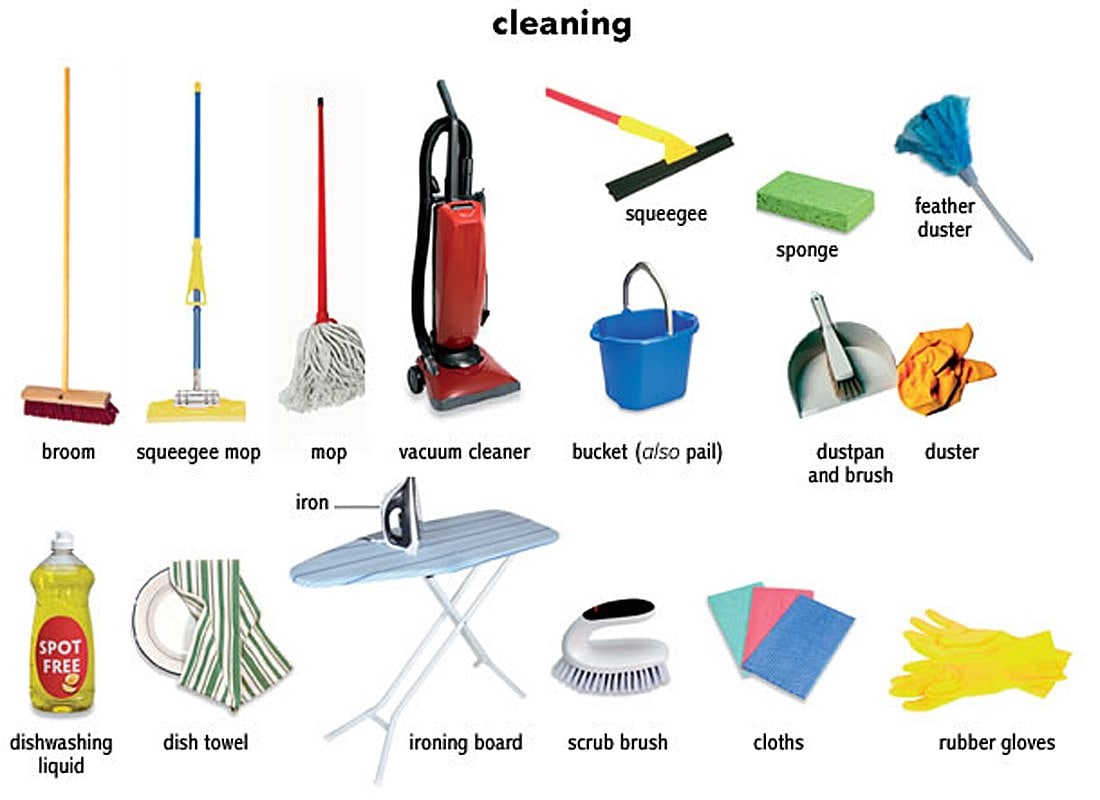 cleaning
squeegee
sponge
feather
duster
broom
squeegee mop
mop
vacuum cleaner
bucket (also pail)
dustpan
and brush
duster
iron
SPOT
FREE
dishwashing
liquid
dish towel
ironing board
scrub brush
cloths
rubber gloves